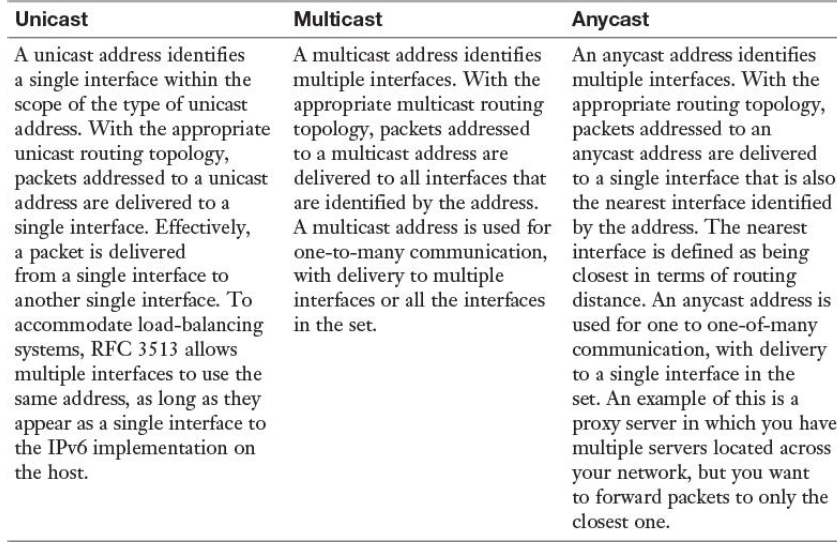 Unicast
A unicast address identifies
a single interface within the
scope of the type of unicast
address. With the appropriate
unicast routing topology,
packets addressed to a unicast
address are delivered to a
single interface. Effectively,
a packet is delivered
from a single interface to
another single interface. To
accommodate load-balancing
systems, RFC 3513 allows
multiple interfaces to use the
same address, as long as they
appear as a single interface to
the IPv6 implementation on
the host.
Multicast
A multicast address identifies
multiple interfaces. With the
appropriate multicast routing
topology, packets addressed
to a multicast address are
delivered to all interfaces that
are identified by the address.
A multicast address is used for
one-to-many communication,
with delivery to multiple
interfaces or all the interfaces
in the set.
Anycast
An anycast address identifies
multiple interfaces. With the
appropriate routing topology,
packets addressed to an
anycast address are delivered
to a single interface that is also
the nearest interface identified
by the address. The nearest
interface is defined as being
closest in terms of routing
distance. An anycast address is
used for one to one-of-many
communication, with delivery
to a single interface in the
set. An example of this is a
proxy server in which you have
multiple servers located across
your network, but you want
to forward packets to only the
closest one.